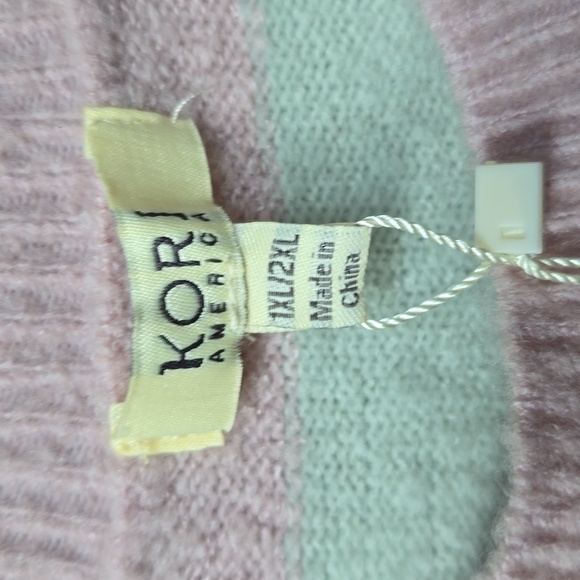 KORI
AMERICA
1XL/2XL
Made in
China